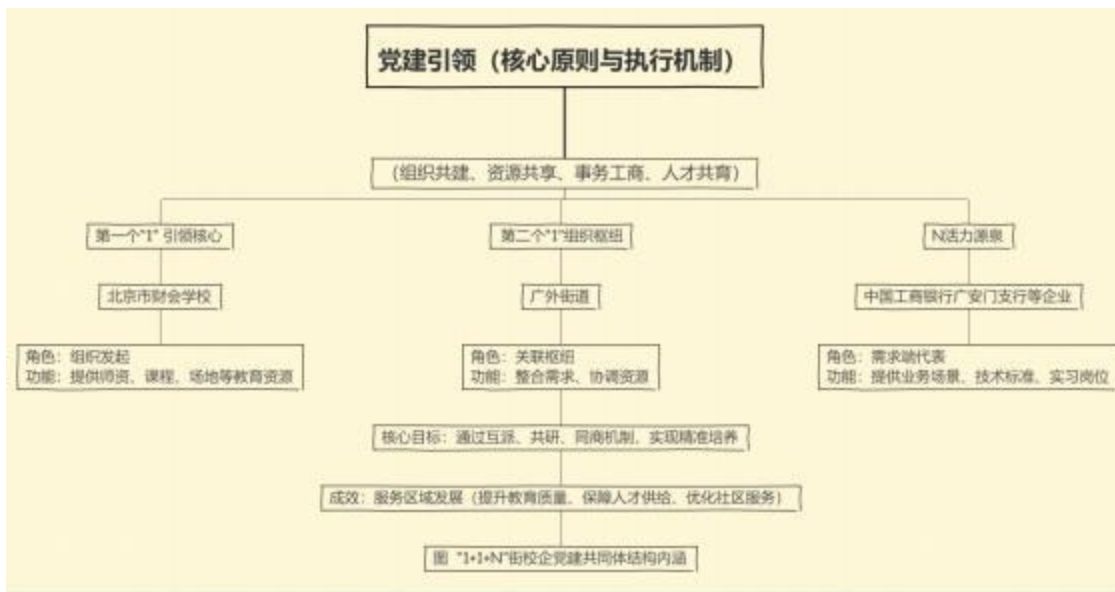 党建引领（核心原则与执行机制）
（组织共建、资源共享、事务工商、人才共育）
第一个“1” 引领核心
第二个“1”组织枢纽
N活力源泉
北京市财会学校
广外街道
中国工商银行广安门支行等企业
角色：组织发起
功能：提供师资、课程、场地等教育资源
角色：关联枢纽
功能：整合需求、协调资源
角色：需求端代表
功能：提供业务场景、技术标准、实习岗位
核心目标：通过互派、共研、同商机制，实现精准培养
成效：服务区域发展（提升教育质量、保障人才供给、优化社区服务）
图 “1+1+N”街校企党建共同体结构内涵